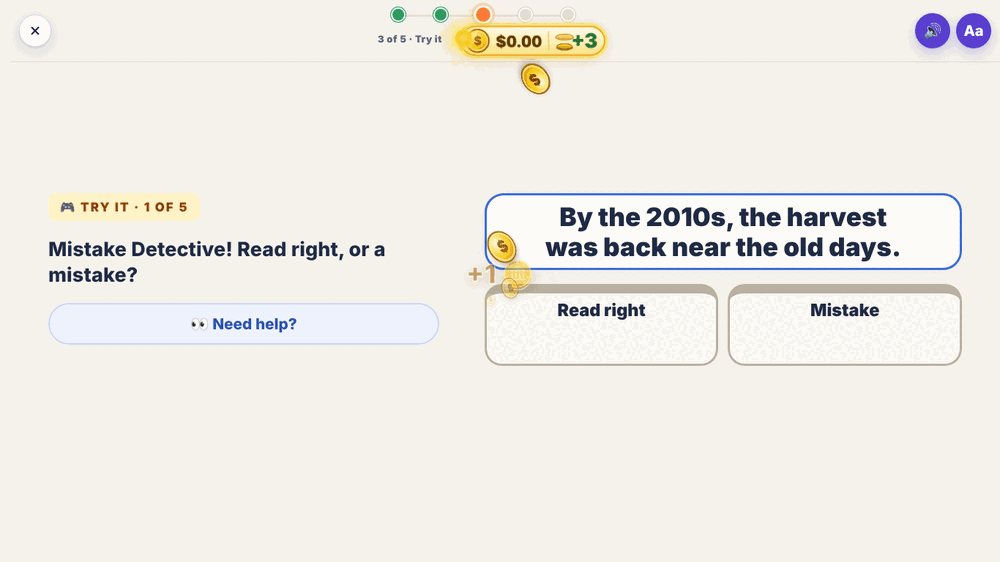 3 of 5 · Try it
$0.00
+3
Aa
🎮 TRY IT · 1 OF 5
Mistake Detective! Read right, or a
mistake?
👀 Need help?
By the 2010s, the harvest
was back near the old days.
+1
Read right
Mistake